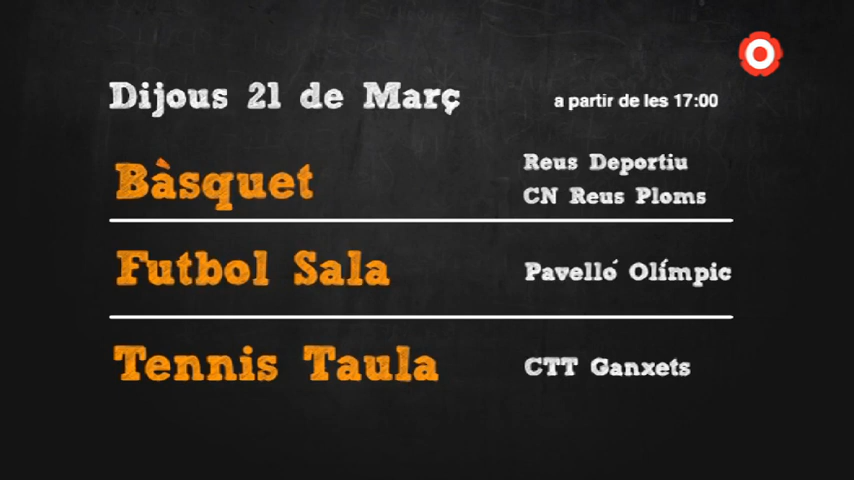 Dijous 21 de Març
a partir de les 17:00
Bàsquet
Reus Deportiu
CN Reus Ploms
Futbol Sala
Pavelló Olímpic
Tennis Taula
CTT Ganxets